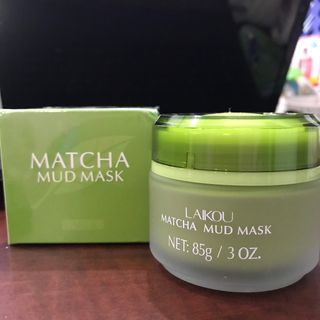 MATCHA
MUD MASK
LAIKOU
MATCHA MUD MASK
NET: 85g / 3 OZ.